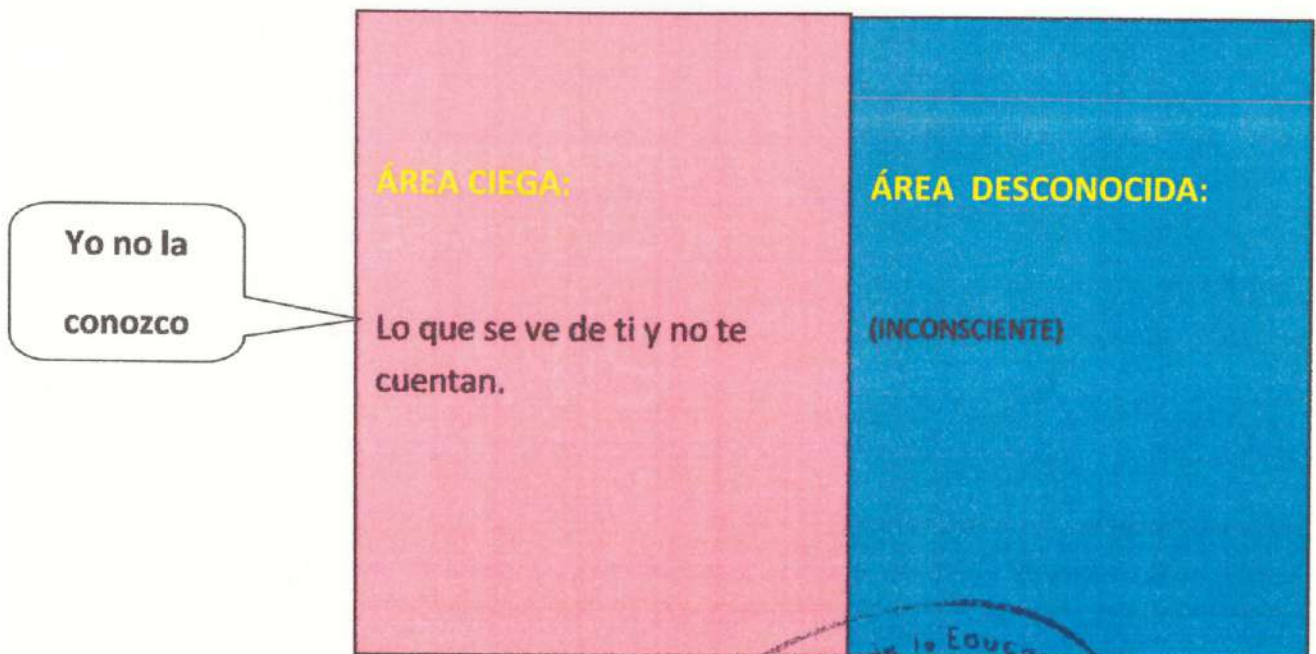 ÁREA CIEGA:
ÁREA DESCONOCIDA:
Yo no la
conozco
Lo que se ve de ti y no te
cuentan.
(INCONSCIENTE)